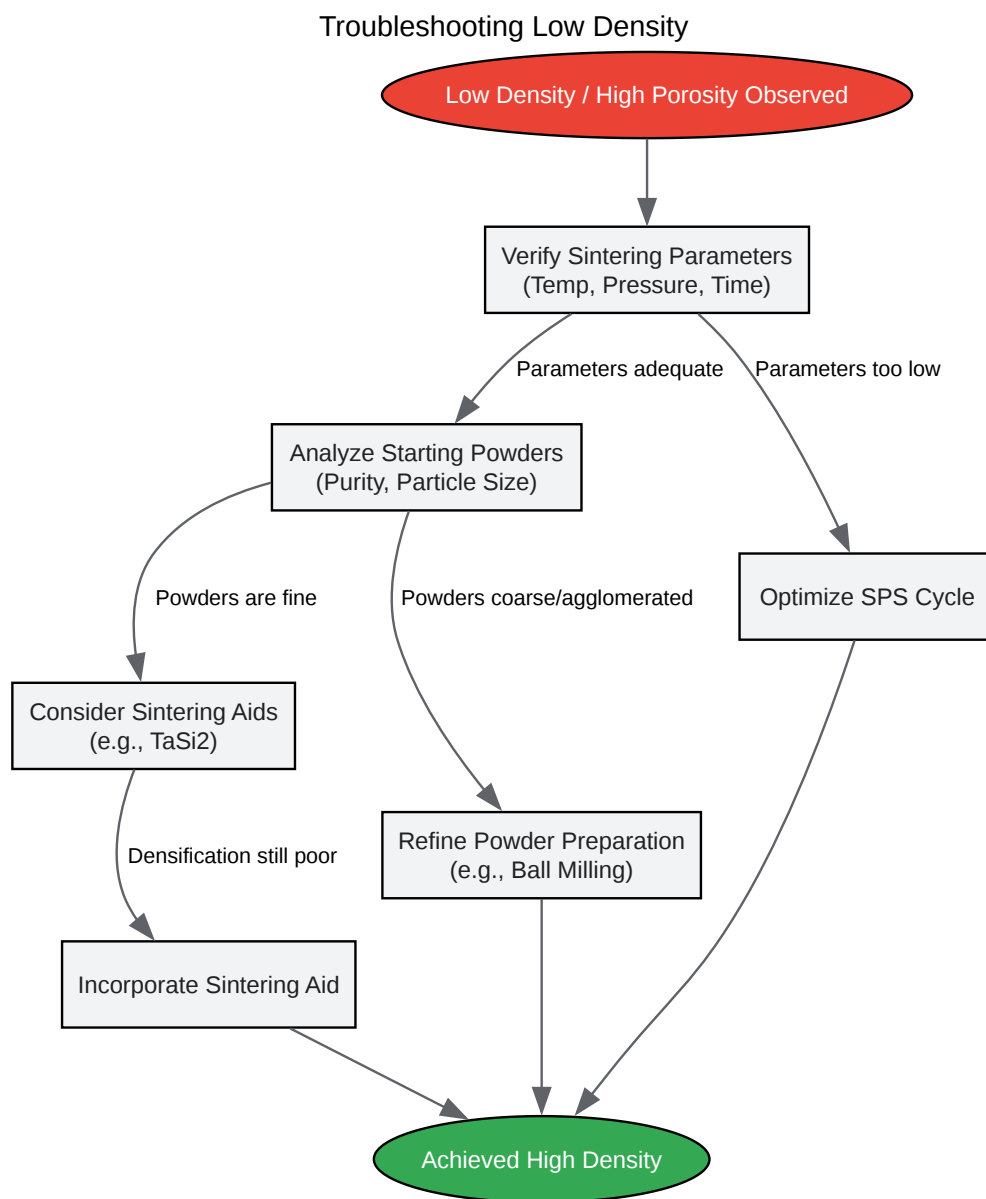 Troubleshooting Low Density
Low Density / High Porosity Observed
Verify Sintering Parameters
(Temp, Pressure, Time)
Parameters adequate
Parameters too low
Analyze Starting Powders
(Purity, Particle Size)
Powders are fine
Powders coarse/agglomerated
Optimize SPS Cycle
Consider Sintering Aids
(e.g., TaSi2)
Refine Powder Preparation
(e.g., Ball Milling)
Densification still poor
Incorporate Sintering Aid
Achieved High Density